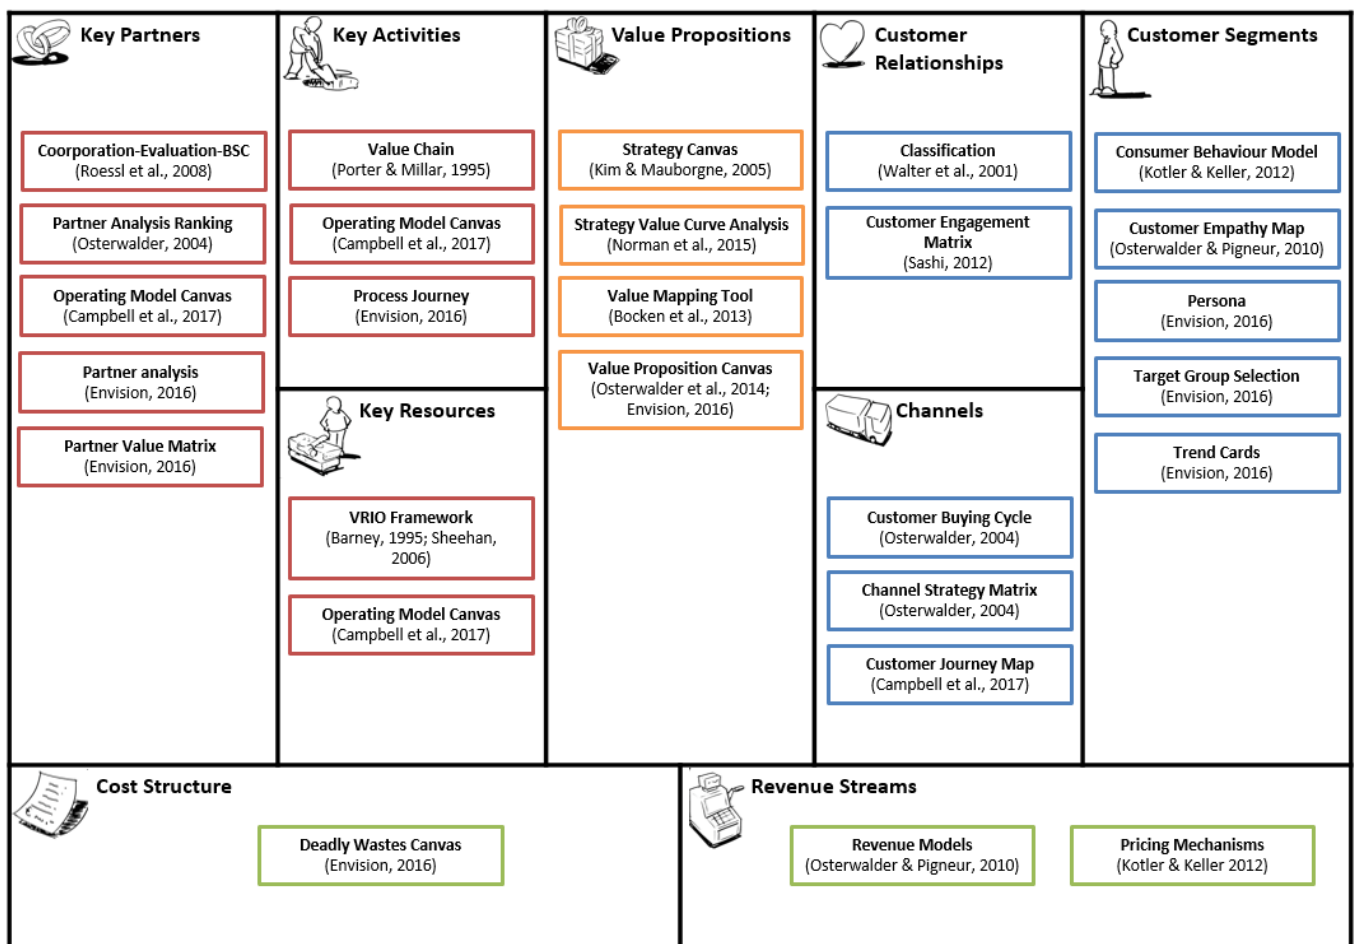 Key Partners
Coorporation-Evaluation-BSC
(Roessl et al., 2008)
Partner Analysis Ranking
(Osterwalder, 2004)
Operating Model Canvas
(Campbell et al., 2017)
Partner analysis
(Envision, 2016)
Partner Value Matrix
(Envision, 2016)
Key Activities
Value Chain
(Porter & Millar, 1995)
Operating Model Canvas
(Campbell et al., 2017)
Process Journey
(Envision, 2016)
Key Resources
VRIO Framework
(Barney, 1995; Sheehan,
2006)
Operating Model Canvas
(Campbell et al., 2017)
Value Propositions
Strategy Canvas
(Kim & Mauborgne, 2005)
Strategy Value Curve Analysis
(Norman et al., 2015)
Value Mapping Tool
(Bocken et al., 2013)
Value Proposition Canvas
(Osterwalder et al., 2014;
Envision, 2016)
Customer
Relationships
Classification
(Walter et al., 2001)
Customer Engagement
Matrix
(Sashi, 2012)
Channels
Customer Buying Cycle
(Osterwalder, 2004)
Channel Strategy Matrix
(Osterwalder, 2004)
Customer Journey Map
(Campbell et al., 2017)
Customer Segments
Consumer Behaviour Model
(Kotler & Keller, 2012)
Customer Empathy Map
(Osterwalder & Pigneur, 2010)
Persona
(Envision, 2016)
Target Group Selection
(Envision, 2016)
Trend Cards
(Envision, 2016)
Cost Structure
Deadly Wastes Canvas
(Envision, 2016)
Revenue Streams
Revenue Models
(Osterwalder & Pigneur, 2010)
Pricing Mechanisms
(Kotler & Keller 2012)